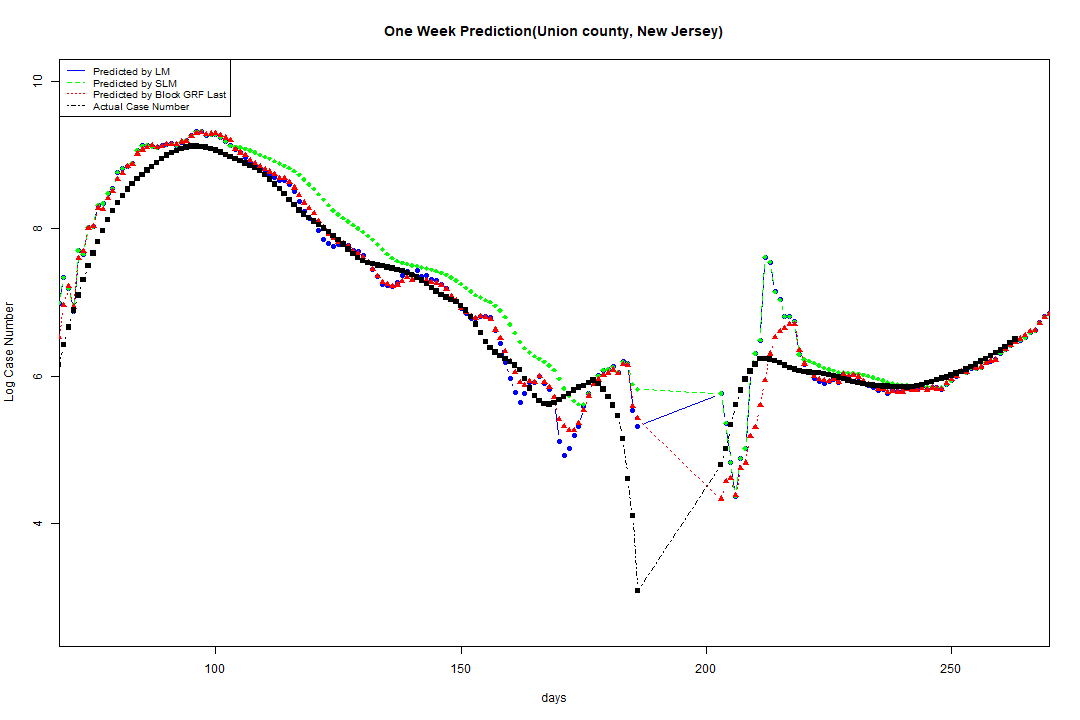 One Week Prediction(Union county, New Jersey)
Predicted by LM
Predicted by SLM
Predicted by Block GRF Last
Actual Case Number
10
8
6
4
Log Case Number
100
150
200
250
days